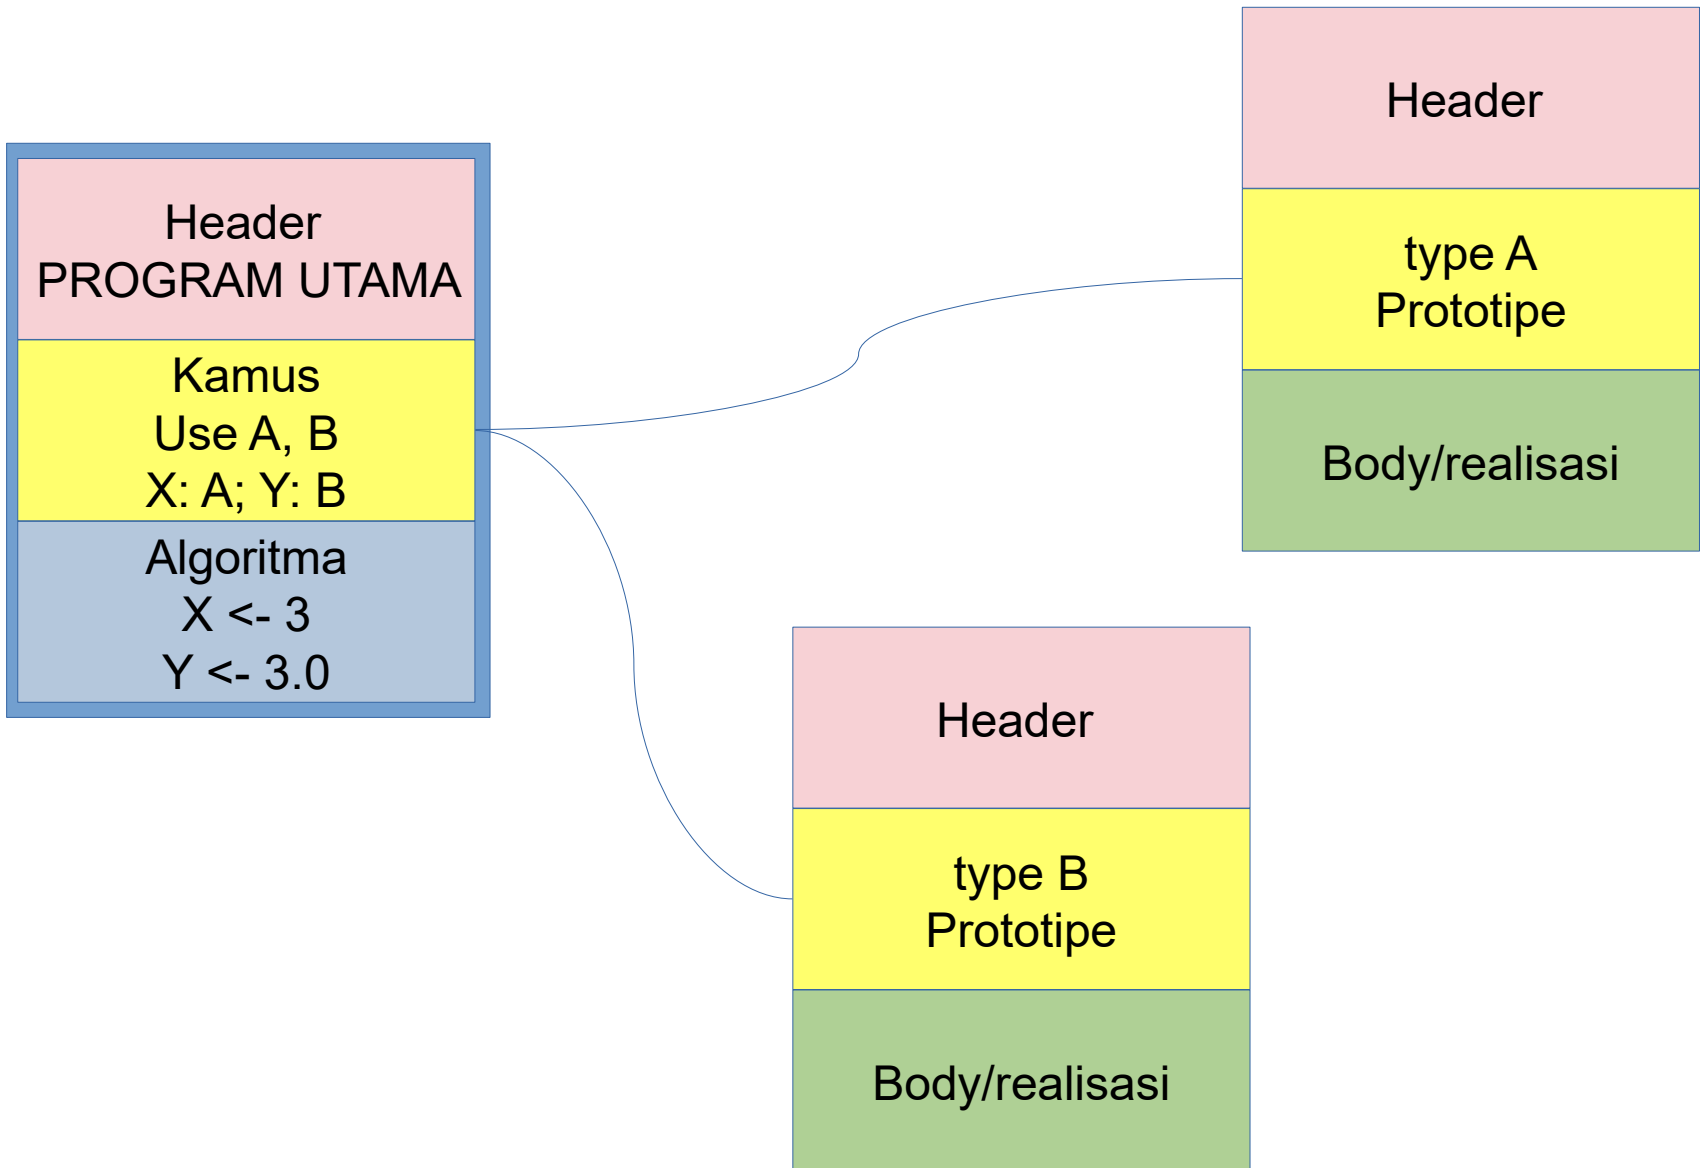 Header
PROGRAM UTAMA
Kamus
Use A, B
X: A; Y: B
Algoritma
X <- 3
Y <- 3.0
Header
type A
Prototipe
Body/realisasi
Header
type B
Prototipe
Body/realisasi